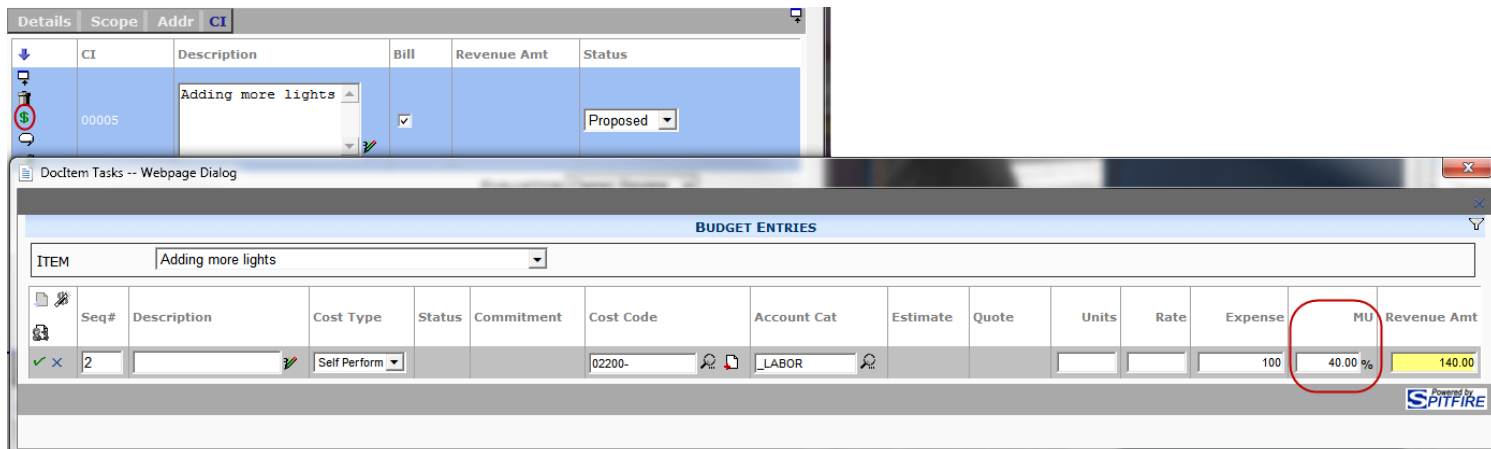 Details Scope Addr CI
CI Description Bill Revenue Amt Status
Adding more lights
$ 00005 Proposed
DocItem Tasks -- Webpage Dialog
BUDGET ENTRIES
ITEM Adding more lights
Seq# Description Cost Type Status Commitment Cost Code Account Cat Estimate Quote Units Rate Expense MU Revenue Amt
2 Self Perform 02200- _LABOR 100 40.00 % 140.00
Powered by
SPITFIRE